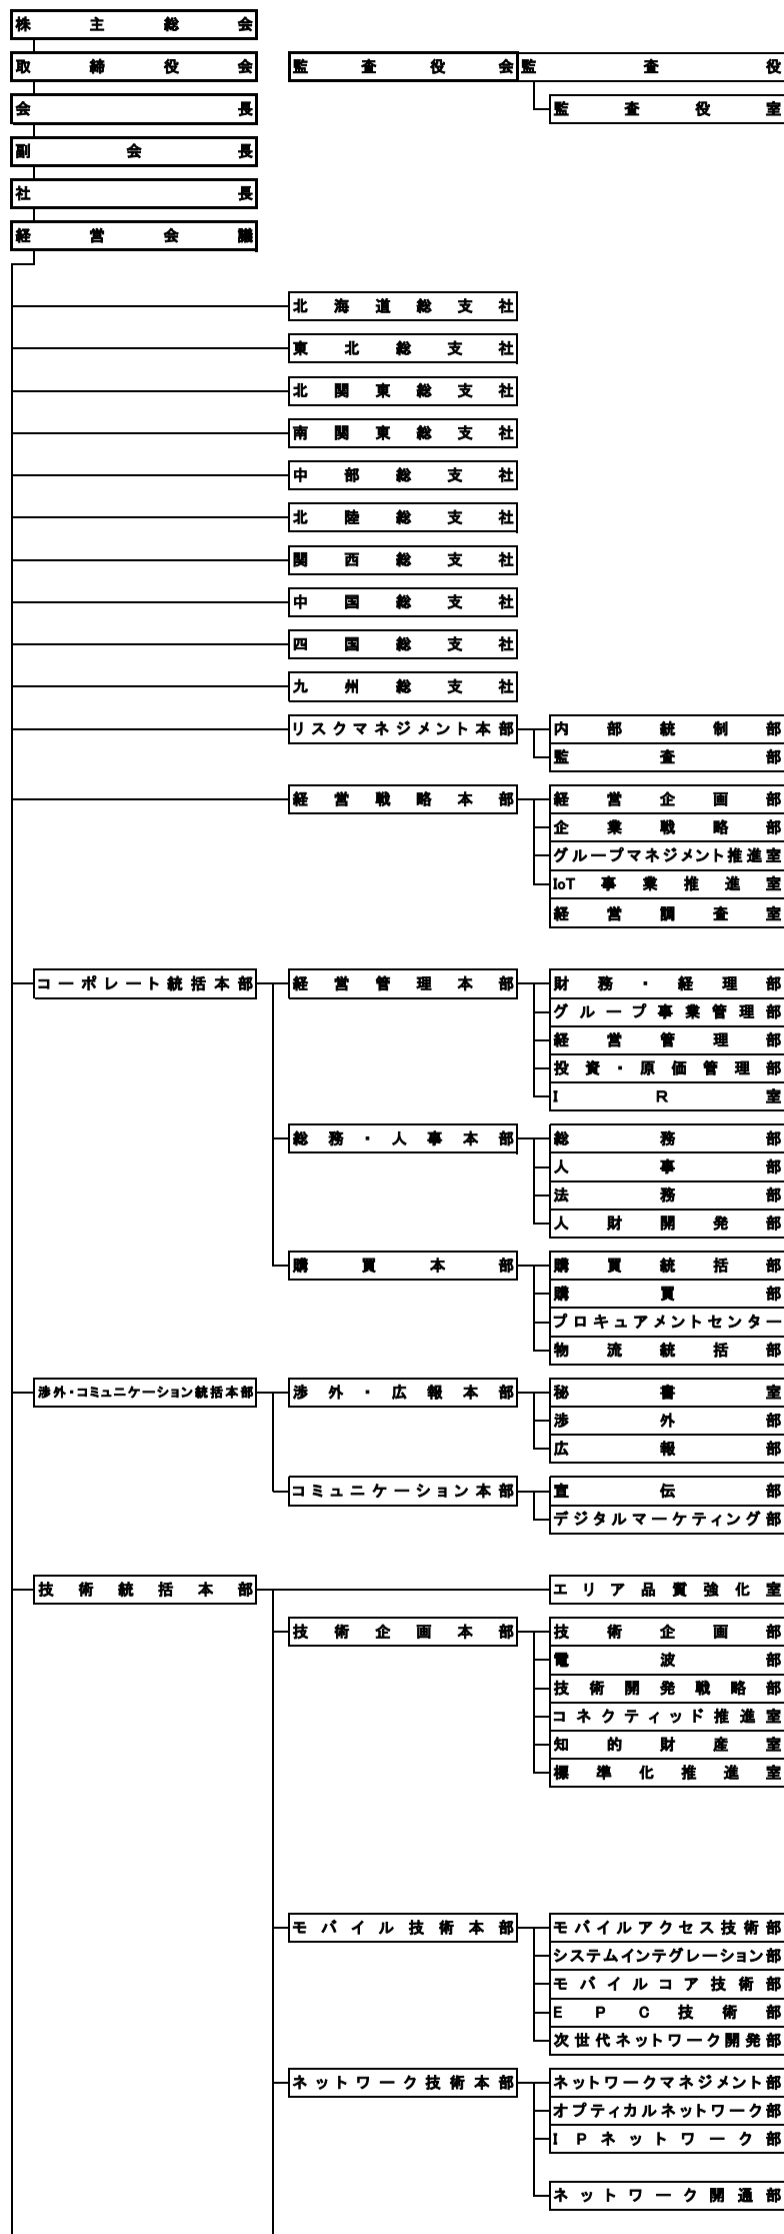 株主総会
取締役会 監査役会 監査役
会長 監査役室
副会長
社長
経営会議
北海道総支社
東北総支社
北関東総支社
南関東総支社
中部総支社
北陸総支社
関西総支社
中国総支社
四国総支社
九州総支社
リスクマネジメント本部 内部統制部
監査部
経営戦略本部 経営企画部
企業戦略部
グループマネジメント推進室
IoT事業推進室
経営調査室
コーポレート統括本部 経営管理本部 財務・経理部
グループ事業管理部
経営管理部
投資・原価管理部
IR室
総務・人事本部 総務部
人事部
法務部
人財開発部
購買本部 購買統括部
購買部
プロキュアメントセンター
物流統括部
渉外・コミュニケーション統括本部 渉外・広報本部 秘書室
渉外部
広報部
コミュニケーション本部 宣伝部
デジタルマーケティング部
技術統括本部 エリア品質強化室
技術企画本部 技術企画部
電波部
技術開発戦略部
コネクティッド推進室
知的財産室
標準化推進室
モバイル技術本部 モバイルアクセス技術部
システムインテグレーション部
モバイルコア技術部
EPC技術部
次世代ネットワーク開発部
ネットワーク技術本部 ネットワークマネジメント部
オプティカルネットワーク部
IPネットワーク部
ネットワーク開通部